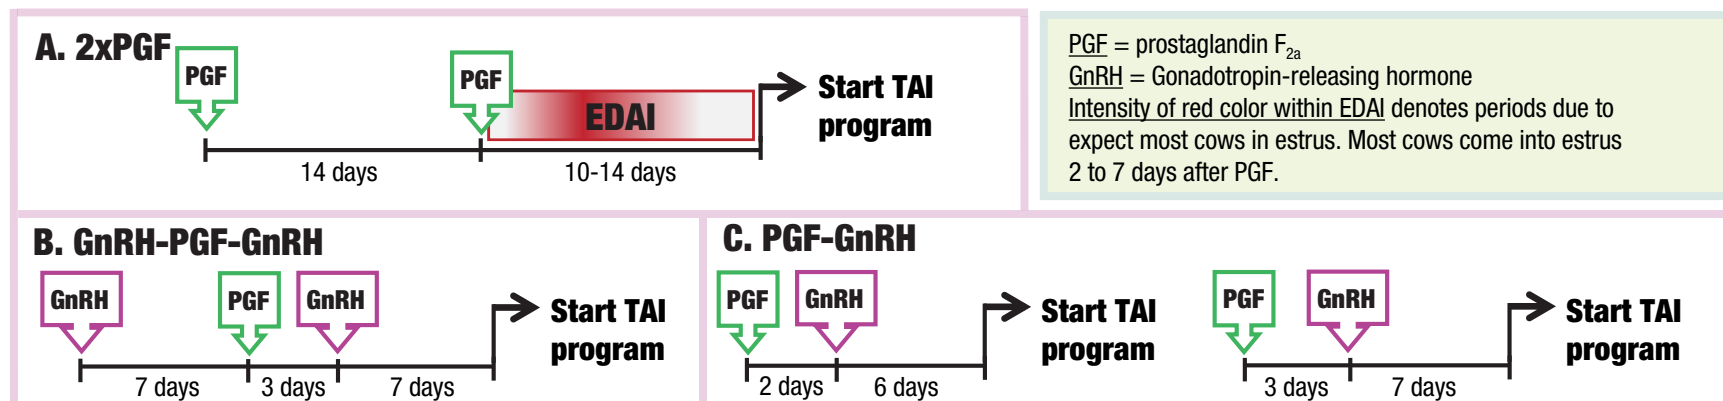 A. 2xPGF
PGF
PGF
EDAI
Start TAI
program
14 days
10-14 days
PGF = prostaglandin F2a
GnRH = Gonadotropin-releasing hormone
Intensity of red color within EDAI denotes periods due to
expect most cows in estrus. Most cows come into estrus
2 to 7 days after PGF.
B. GnRH-PGF-GnRH
GnRH
PGF
GnRH
Start TAI
program
7 days
3 days
7 days
C. PGF-GnRH
PGF
GnRH
Start TAI
program
2 days
6 days
PGF
GnRH
Start TAI
program
3 days
7 days